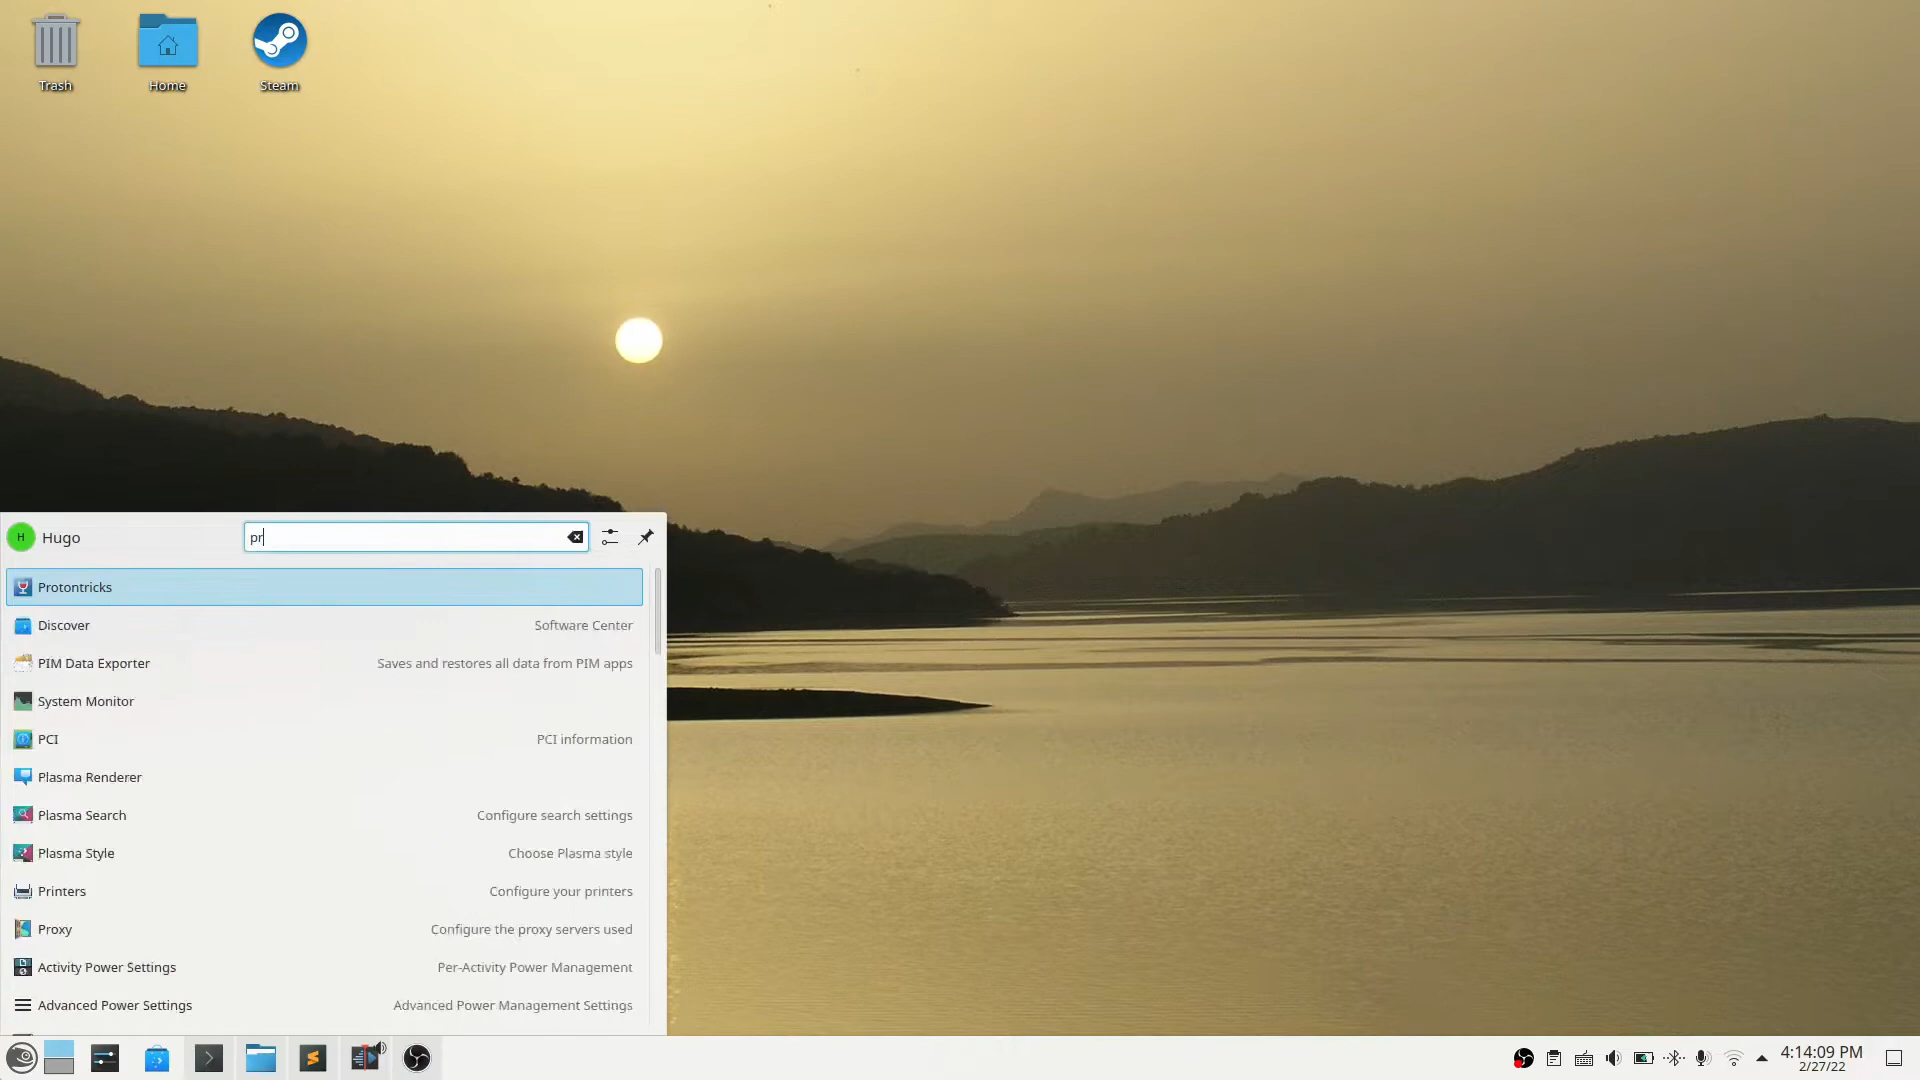 Trash
Home
Steam
H
Hugo
pr
Protontricks
Discover
Software Center
PIM Data Exporter
Saves and restores all data from PIM apps
System Monitor
PCI
PCI information
Plasma Renderer
Plasma Search
Configure search settings
Plasma Style
Choose Plasma style
Printers
Configure your printers
Proxy
Configure the proxy servers used
Activity Power Settings
Per-Activity Power Management
Advanced Power Settings
Advanced Power Management Settings
4:14:09 PM
2/27/22